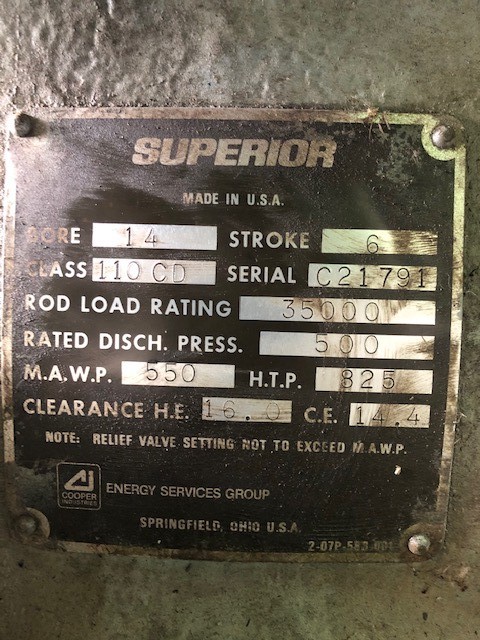 SUPERIOR
MADE IN U.S.A.
BORE 14 STROKE 6
CLASS 110 CD SERIAL C21791
ROD LOAD RATING 35000
RATED DISCH. PRESS. 500
M.A.W.P. 550 H.T.P. 825
CLEARANCE H.E. 16.0 C.E. 14.4
NOTE: RELIEF VALVE SETTING NOT TO EXCEED M.A.W.P.
COOPER
INDUSTRIES
ENERGY SERVICES GROUP
SPRINGFIELD, OHIO U.S.A.